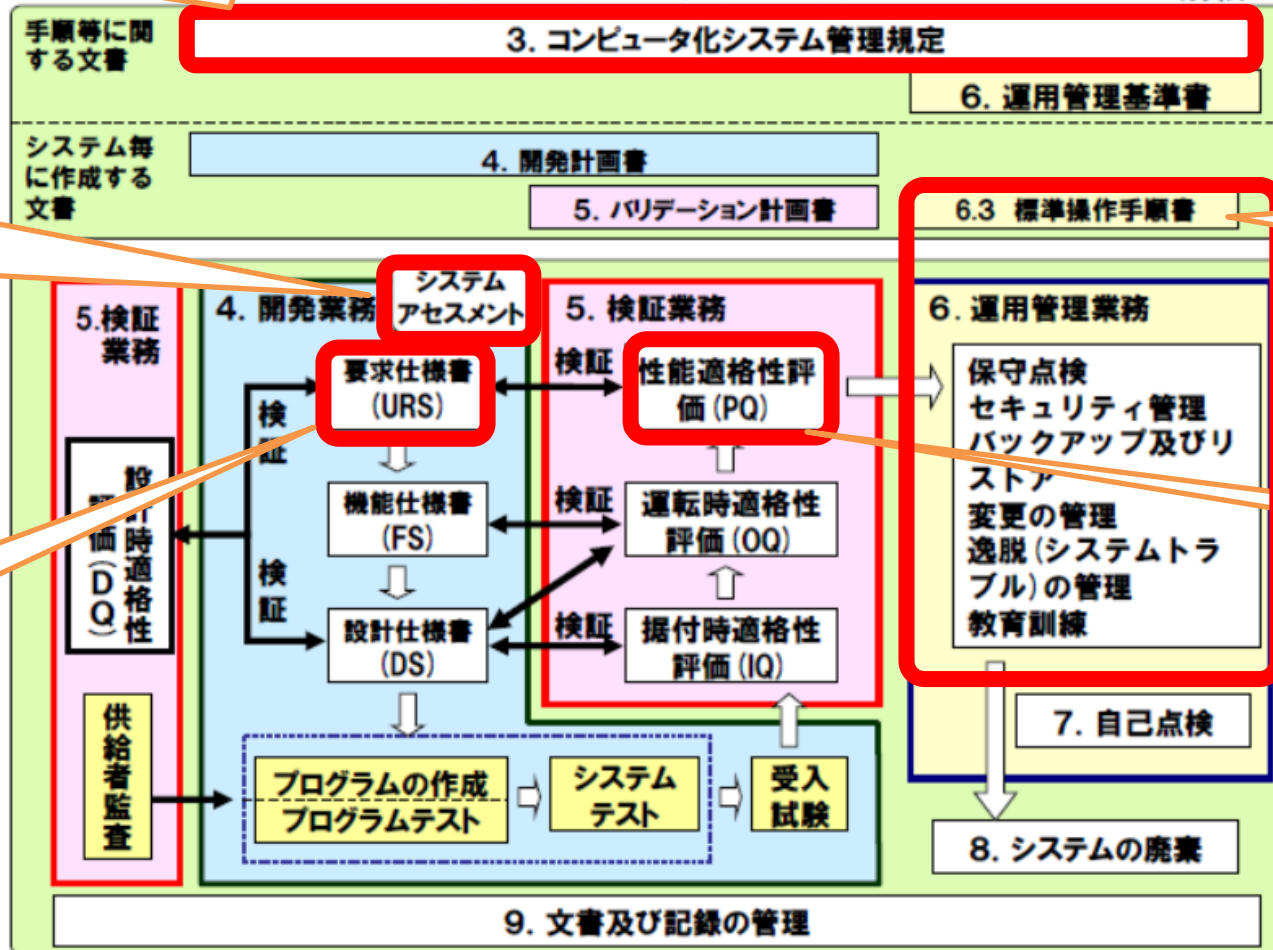 手順等に関
する文書
3. コンピュータ化システム管理規定
6. 運用管理基準書
システム毎
に作成する
文書
4. 開発計画書
5. バリデーション計画書
6.3 標準操作手順書
5.検証
業務
4. 開発業務
システム
アセスメント
5. 検証業務
6. 運用管理業務
要求仕様書
(URS)
検証
性能適格性評
価(PQ)
検証
保守点検
セキュリティ管理
バックアップ及びリ
ストア
変更の管理
逸脱(システムトラ
ブル)の管理
教育訓練
設計時適格性
評価(DQ)
機能仕様書
(FS)
検証
運転時適格性
評価(OQ)
検証
設計仕様書
(DS)
検証
据付時適格性
評価(IQ)
供給者監査
プログラムの作成
プログラムテスト
システム
テスト
受入
試験
7. 自己点検
8. システムの廃棄
9. 文書及び記録の管理